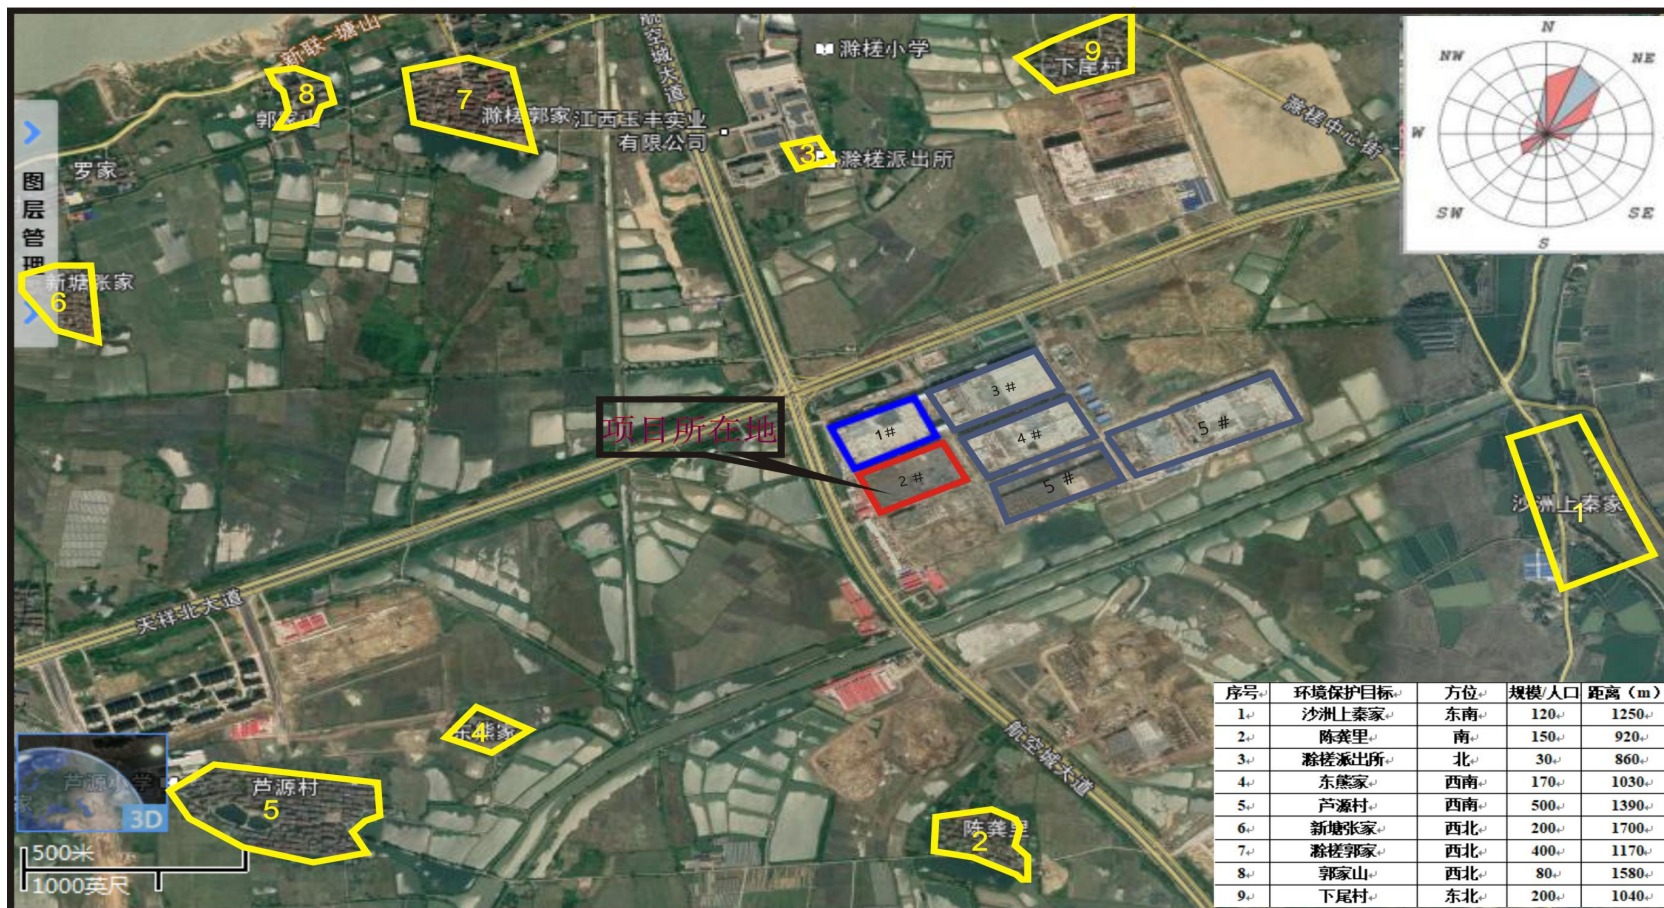 新联-塘山
8
郭家山
7
滁槎郭家
航空城大道
滁槎小学
江西玉丰实业
有限公司
3
滁槎派出所
9
下尾村
滁槎中心街
N
NE
SE
S
SW
W
NW
罗家
图
层
管
理
新塘张家
6
项目所在地
1#
2 #
3 #
4 #
5 #
5 #
沙洲上秦家
1
天祥北大道
东熊家
4
航空城大道
芦源小学
家
芦源村
5
陈龚里
2
3D
500米
1000英尺
序号 环境保护目标 方位 规模/人口 距离（m）
1 沙洲上秦家 东南 120 1250
2 陈龚里 南 150 920
3 滁槎派出所 北 30 860
4 东熊家 西南 170 1030
5 芦源村 西南 500 1390
6 新塘张家 西北 200 1700
7 滁槎郭家 西北 400 1170
8 郭家山 西北 80 1580
9 下尾村 东北 200 1040